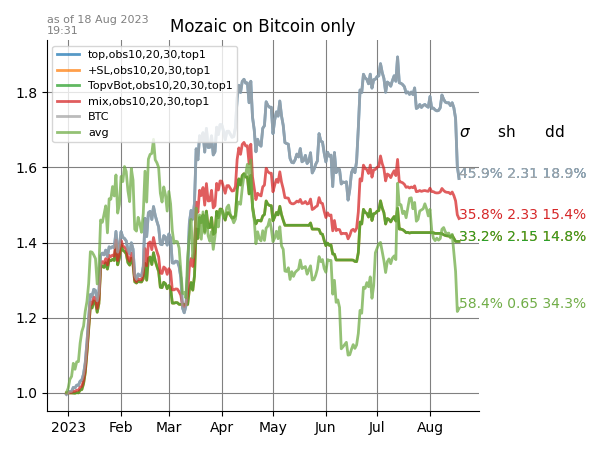 as of 18 Aug 2023
19:31
Mozaic on Bitcoin only
top,obs10,20,30,top1
+SL,obs10,20,30,top1
TopvBot,obs10,20,30,top1
mix,obs10,20,30,top1
BTC
avg
σ sh dd
45.9% 2.31 18.9%
35.8% 2.33 15.4%
33.2% 2.15 14.8%
58.4% 0.65 34.3%
1.8
1.6
1.4
1.2
1.0
2023 Feb Mar Apr May Jun Jul Aug